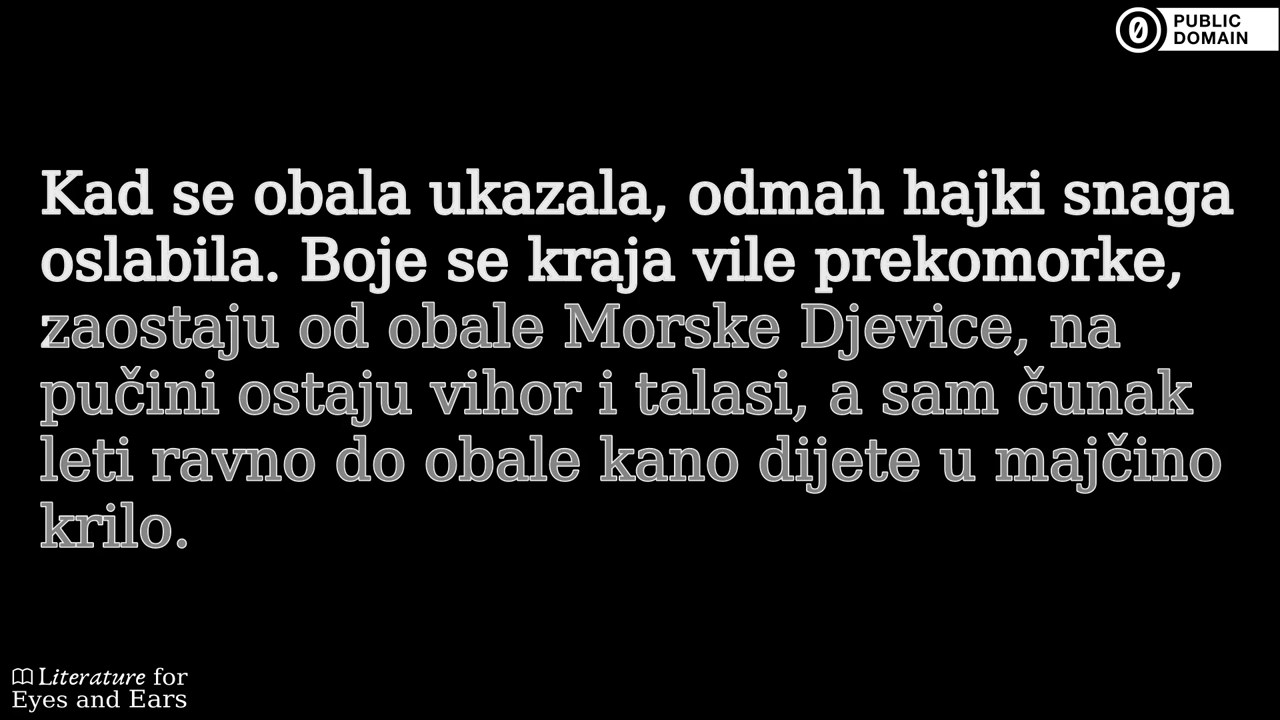 PUBLIC
DOMAIN
Kad se obala ukazala, odmah hajki snaga
oslabila. Boje se kraja vile prekomorke,
zaostaju od obale Morske Djevice, na
pučini ostaju vihor i talasi, a sam čunak
leti ravno do obale kano dijete u majčino
krilo.
Literature for
Eyes and Ears